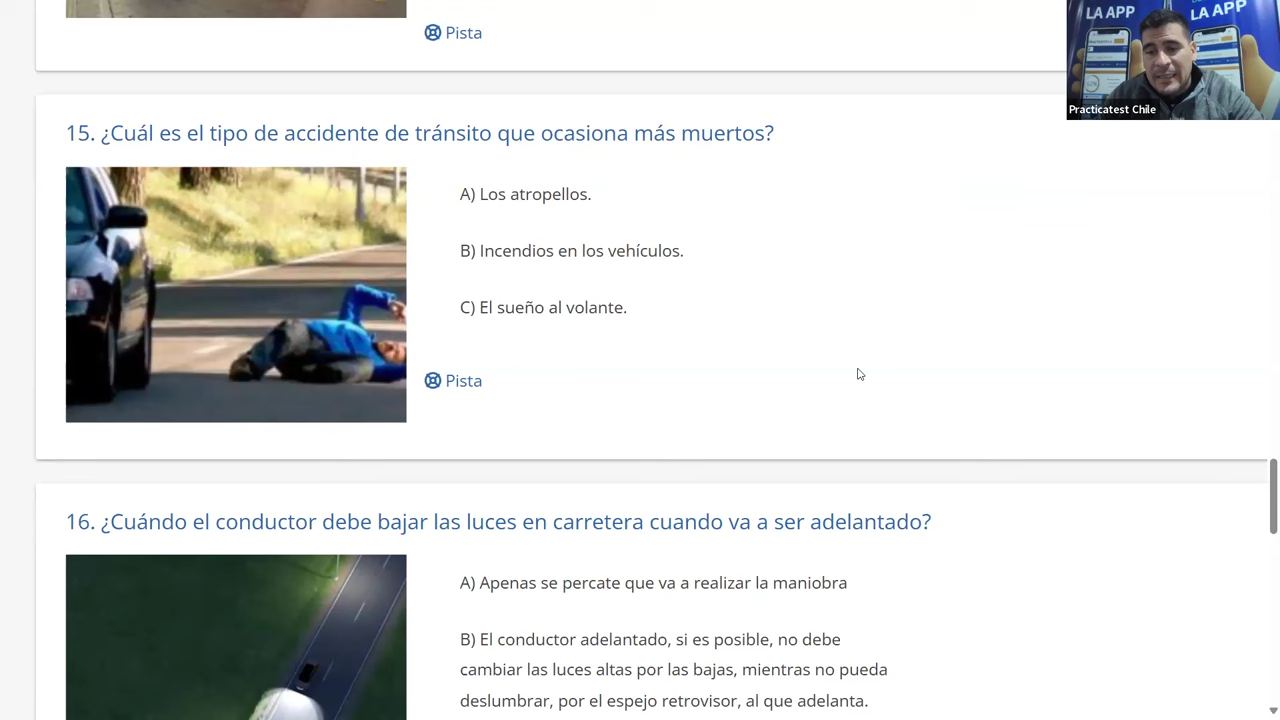 LA APP
LA APP
Practicatest Chile
Pista
15. ¿Cuál es el tipo de accidente de tránsito que ocasiona más muertos?
A) Los atropellos.
B) Incendios en los vehículos.
C) El sueño al volante.
Pista
16. ¿Cuándo el conductor debe bajar las luces en carretera cuando va a ser adelantado?
A) Apenas se percate que va a realizar la maniobra
B) El conductor adelantado, si es posible, no debe
cambiar las luces altas por las bajas, mientras no pueda
deslumbrar, por el espejo retrovisor, al que adelanta.